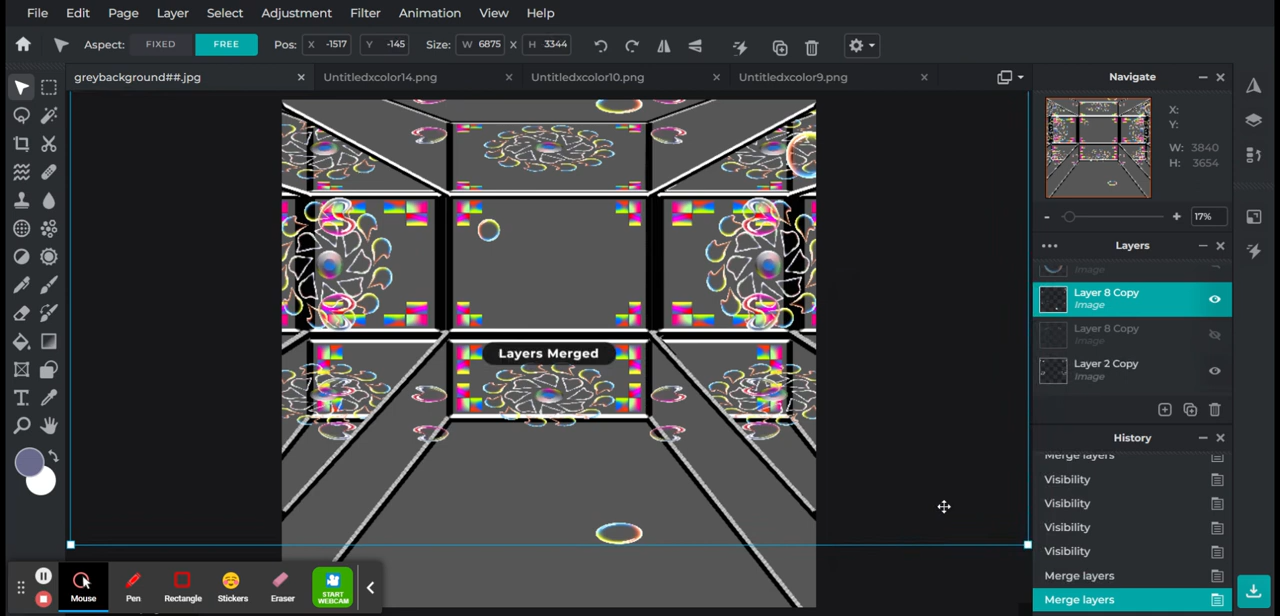 File Edit Page Layer Select Adjustment Filter Animation View Help
Aspect: FIXED FREE Pos: X -1517 Y -145 Size: W 6875 X H 3344
greybackground##.jpg Untitledxcolor14.png Untitledxcolor10.png Untitledxcolor9.png
Navigate
X:
Y:
W: 3840
H: 3654
17%
Layers
Image
Layer 8 Copy
Image
Layer 8 Copy
Image
Layer 2 Copy
Image
Layers Merged
History
Merge layers
Visibility
Visibility
Visibility
Visibility
Merge layers
Merge layers
Mouse Pen Rectangle Stickers Eraser START
WEBCAM